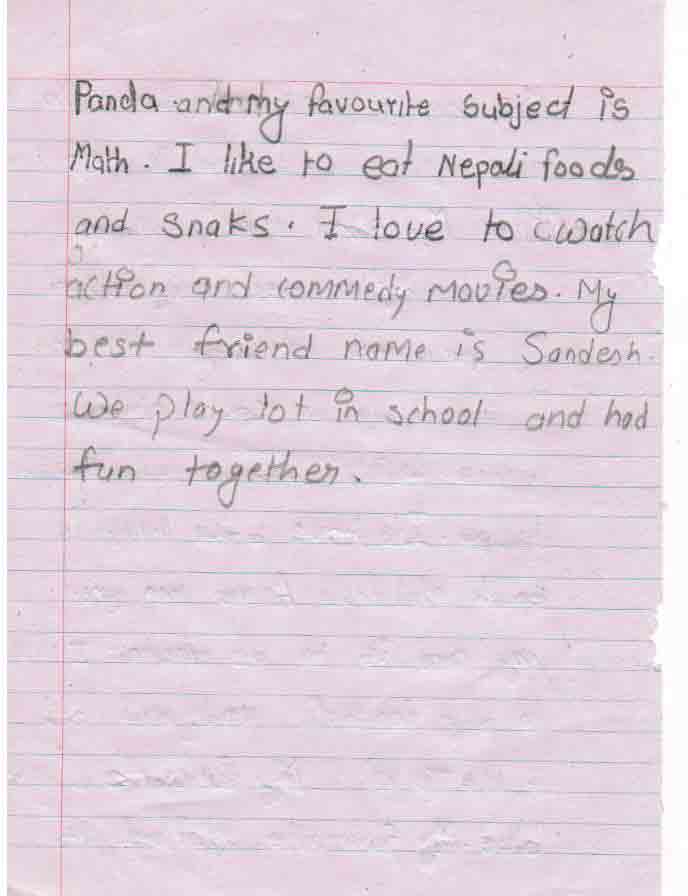 Panda and my favourite subject is
Math. I like to eat Nepali foods
and snaks. I love to watch
action and commedy movies. My
best friend name is Sandesh.
We play lot in school and had
fun together.